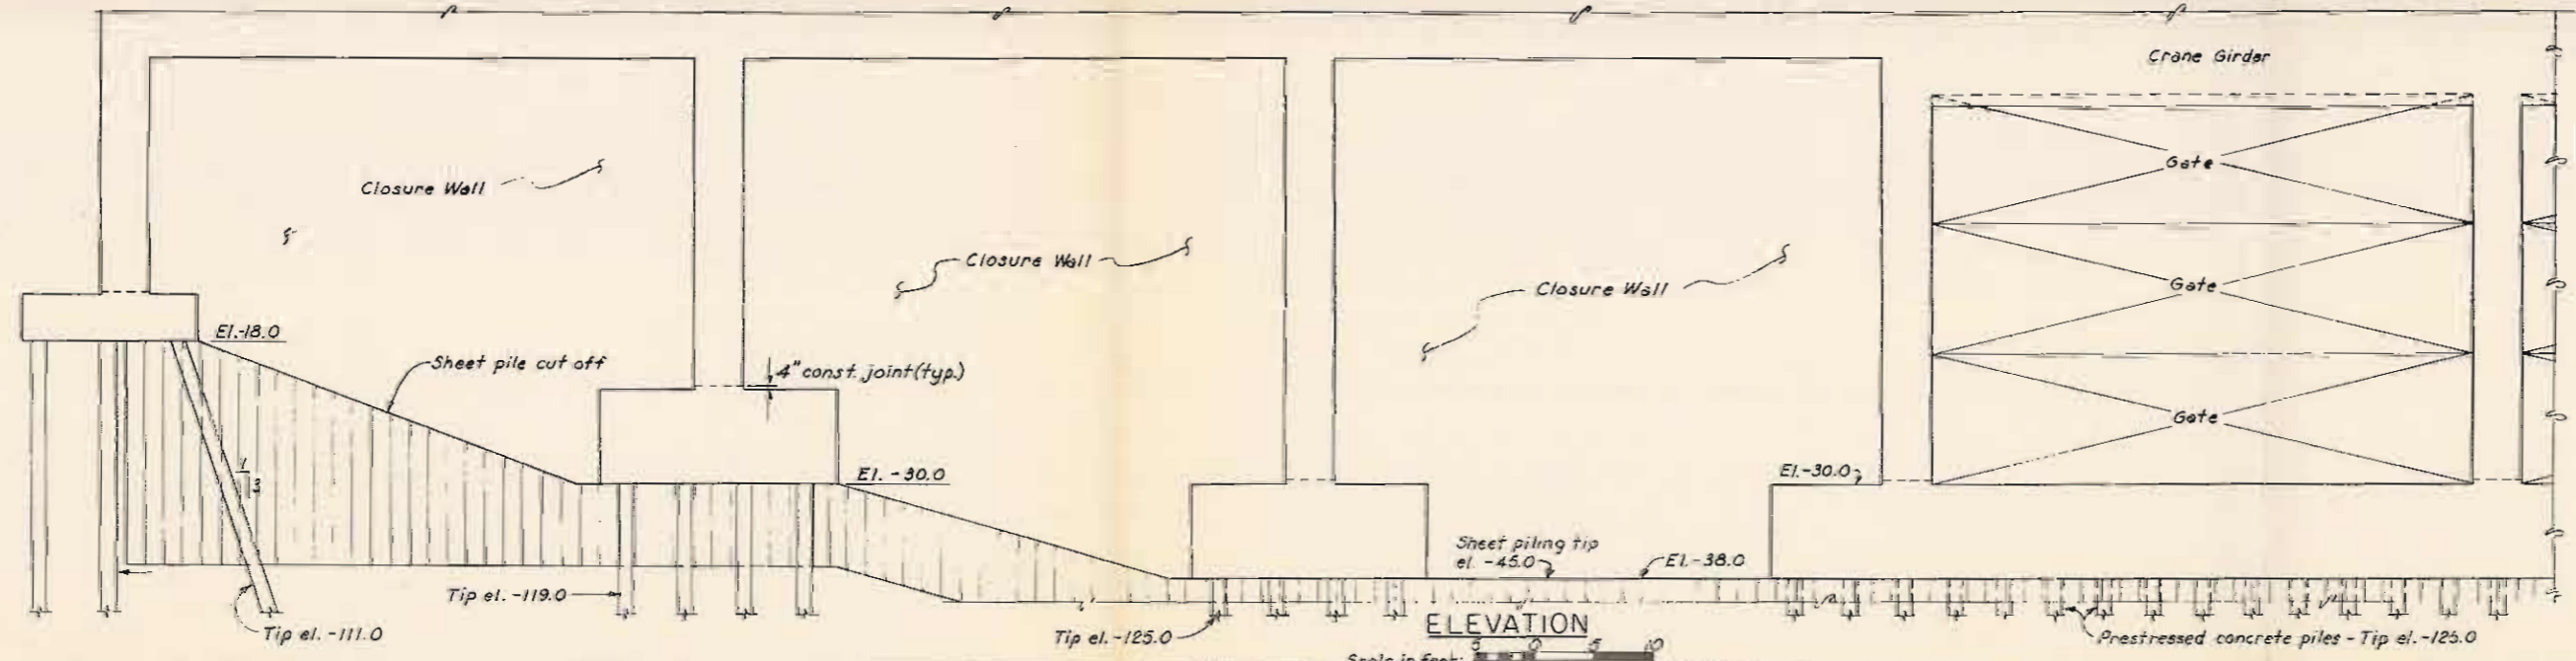 Crane Girder
Gate
Closure Wall
Closure Wall
Gate
Closure Wall
El.-18.0
Sheet pile cut off
4" const. joint (typ.)
Gate
El. -30.0
El.-30.0
1
3
Sheet piling tip
el. -45.0
El.-38.0
Tip el. -119.0
Tip el. -111.0
Tip el. -125.0
ELEVATION
Prestressed concrete piles - Tip el. -125.0
Scale in feet:
5 0 5 10